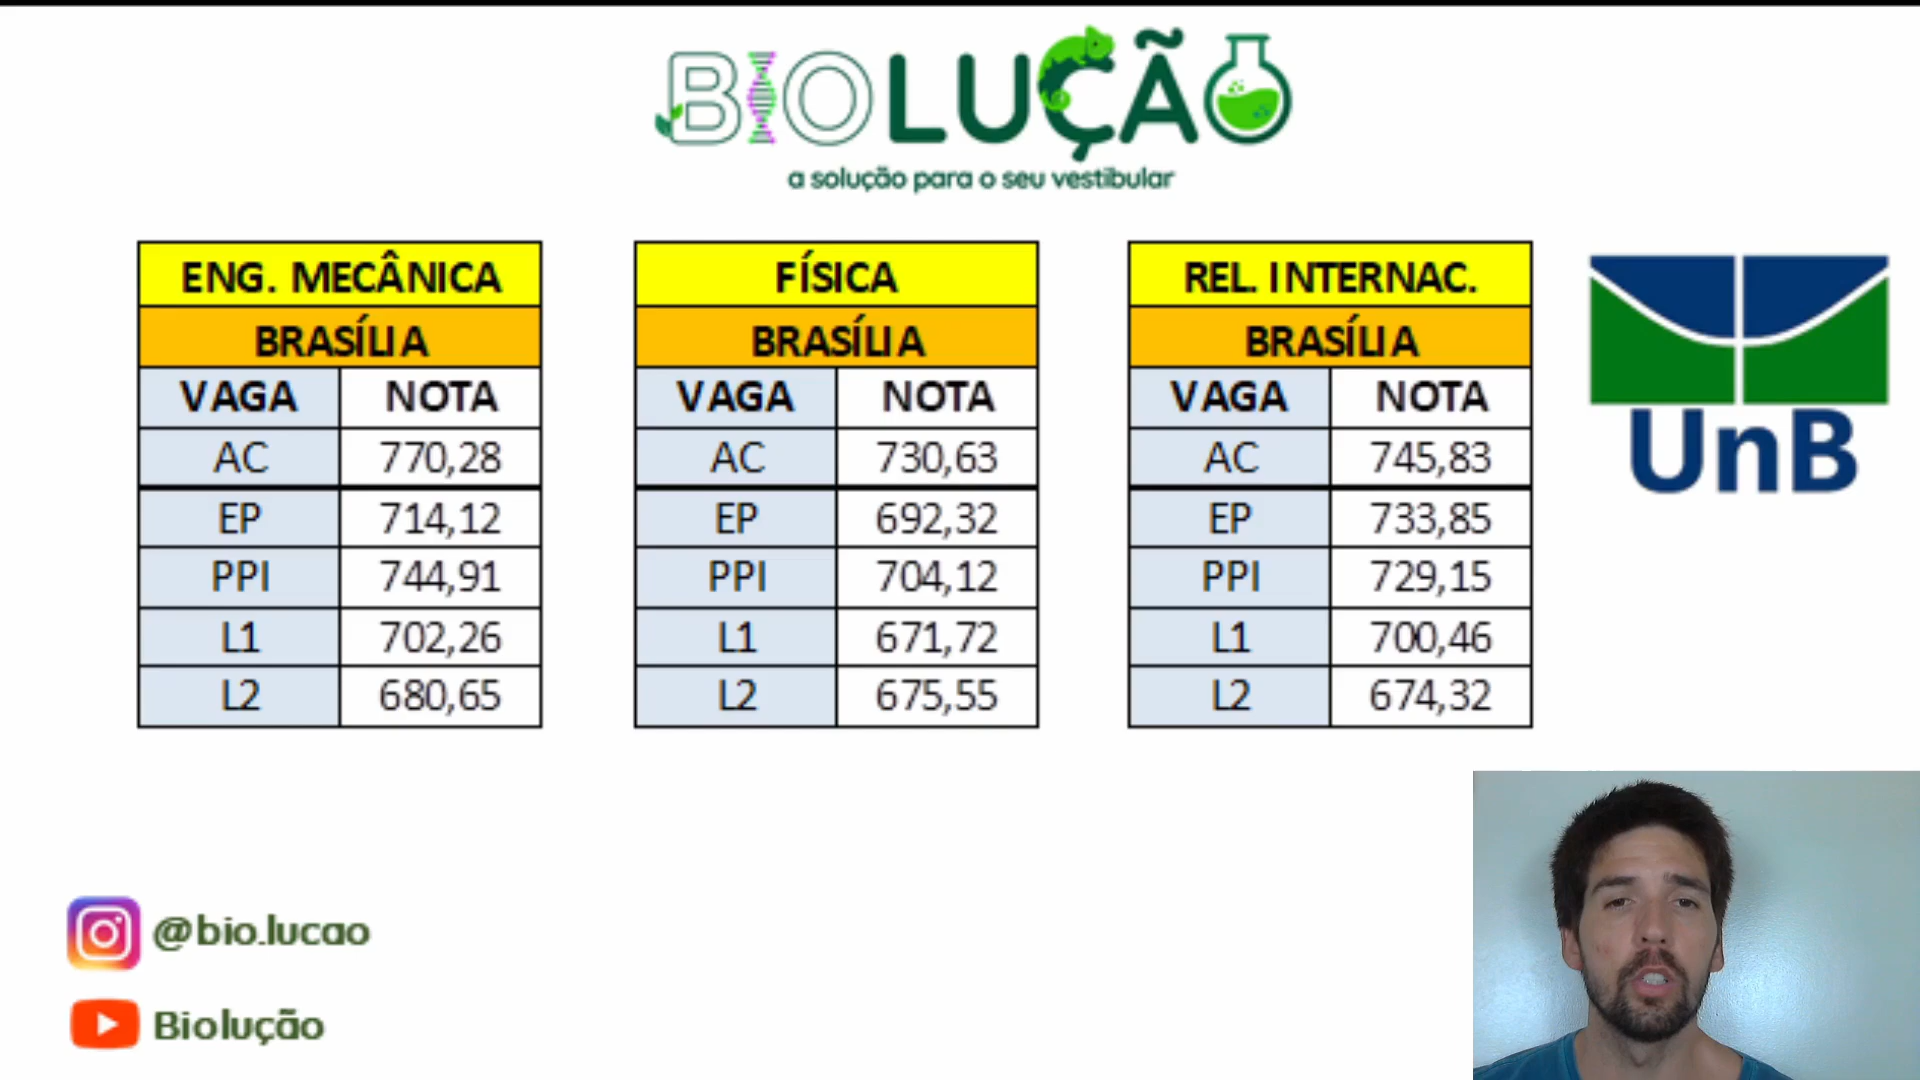 BIOLUÇÃO
a solução para o seu vestibular
ENG. MECÂNICA
BRASÍLIA
VAGA NOTA
AC 770,28
EP 714,12
PPI 744,91
L1 702,26
L2 680,65
FÍSICA
BRASÍLIA
VAGA NOTA
AC 730,63
EP 692,32
PPI 704,12
L1 671,72
L2 675,55
REL. INTERNAC.
BRASÍLIA
VAGA NOTA
AC 745,83
EP 733,85
PPI 729,15
L1 700,46
L2 674,32
UnB
@bio.lucao
Biolução